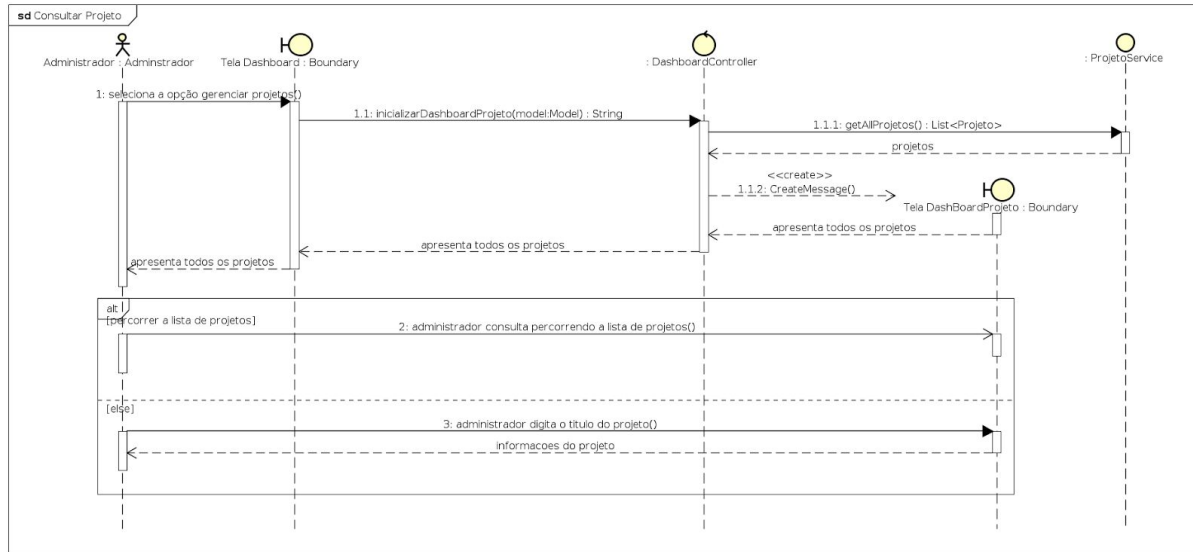 sd Consultar Projeto
Administrador : Adminstrador
Tela Dashboard : Boundary
: DashboardController
: ProjetoService
1: seleciona a opção gerenciar projetos()
1.1: inicializarDashboardProjeto(model:Model) : String
1.1.1: getAllProjetos() : List<Projeto>
projetos
<<create>>
1.1.2: CreateMessage()
Tela DashBoardProjeto : Boundary
apresenta todos os projetos
apresenta todos os projetos
apresenta todos os projetos
alt
[percorrer a lista de projetos]
2: administrador consulta percorrendo a lista de projetos()
[else]
3: administrador digita o titulo do projeto()
informacoes do projeto